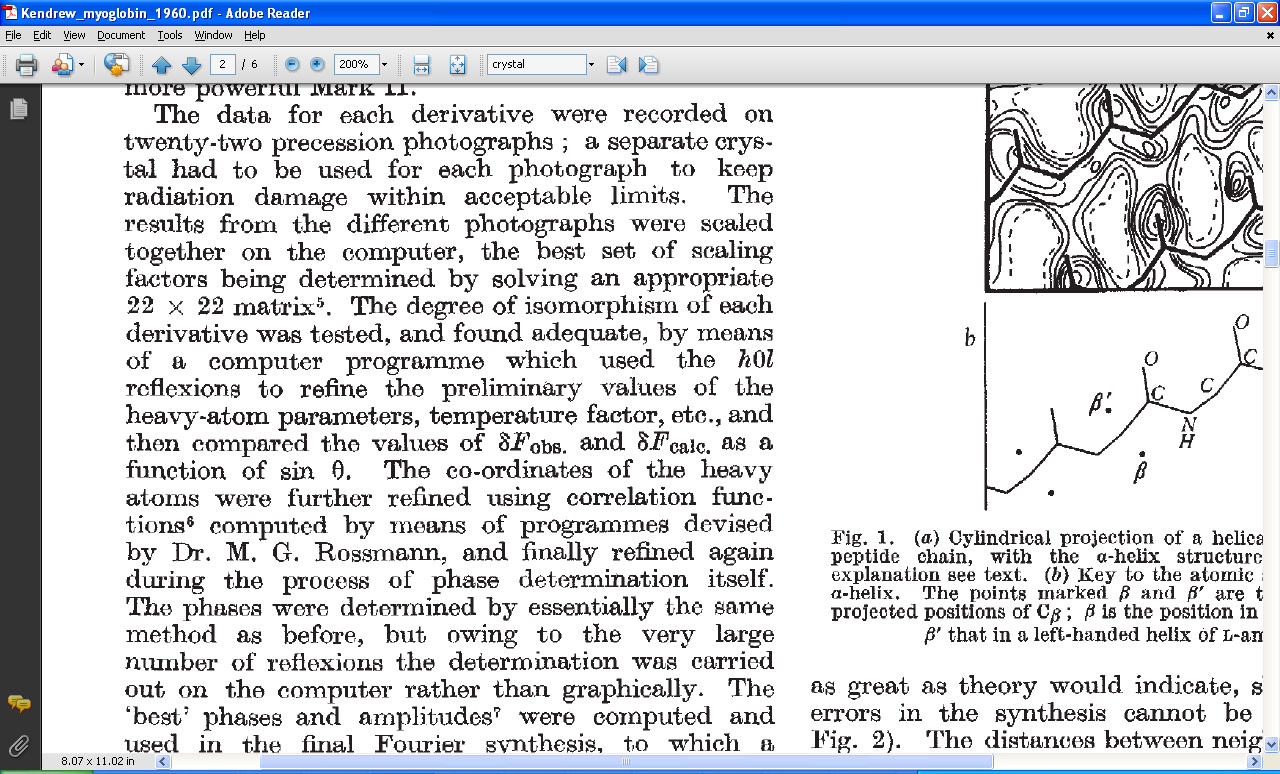 Kendrew_myoglobin_1960.pdf - Adobe Reader
File Edit View Document Tools Window Help
2 / 6 200% crystal
more powerful Mark II.
The data for each derivative were recorded on
twenty-two precession photographs ; a separate crys-
tal had to be used for each photograph to keep
radiation damage within acceptable limits. The
results from the different photographs were scaled
together on the computer, the best set of scaling
factors being determined by solving an appropriate
22 × 22 matrix⁵. The degree of isomorphism of each
derivative was tested, and found adequate, by means
of a computer programme which used the h0l
reflexions to refine the preliminary values of the
heavy-atom parameters, temperature factor, etc., and
then compared the values of δFobs. and δFcalc. as a
function of sin θ. The co-ordinates of the heavy
atoms were further refined using correlation func-
tions⁶ computed by means of programmes devised
by Dr. M. G. Rossmann, and finally refined again
during the process of phase determination itself.
The phases were determined by essentially the same
method as before, but owing to the very large
number of reflexions the determination was carried
out on the computer rather than graphically. The
'best' phases and amplitudes⁷ were computed and
used in the final Fourier synthesis, to which a
b
O
O
C
C
C
β′
N
H
β
Fig. 1. (a) Cylindrical projection of a helica
peptide chain, with the α-helix structure
explanation see text. (b) Key to the atomic
α-helix. The points marked β and β′ are t
projected positions of Cβ ; β is the position in
β′ that in a left-handed helix of L-am
as great as theory would indicate, s
errors in the synthesis cannot be
Fig. 2). The distances between neig
8.07 x 11.02 in